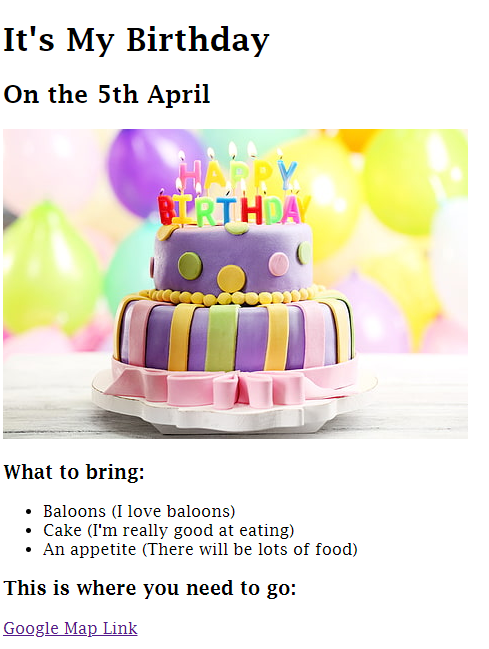 It's My Birthday
On the 5th April
HAPPY
BIRTHDAY
What to bring:
Baloons (I love baloons)
Cake (I'm really good at eating)
An appetite (There will be lots of food)
This is where you need to go:
Google Map Link